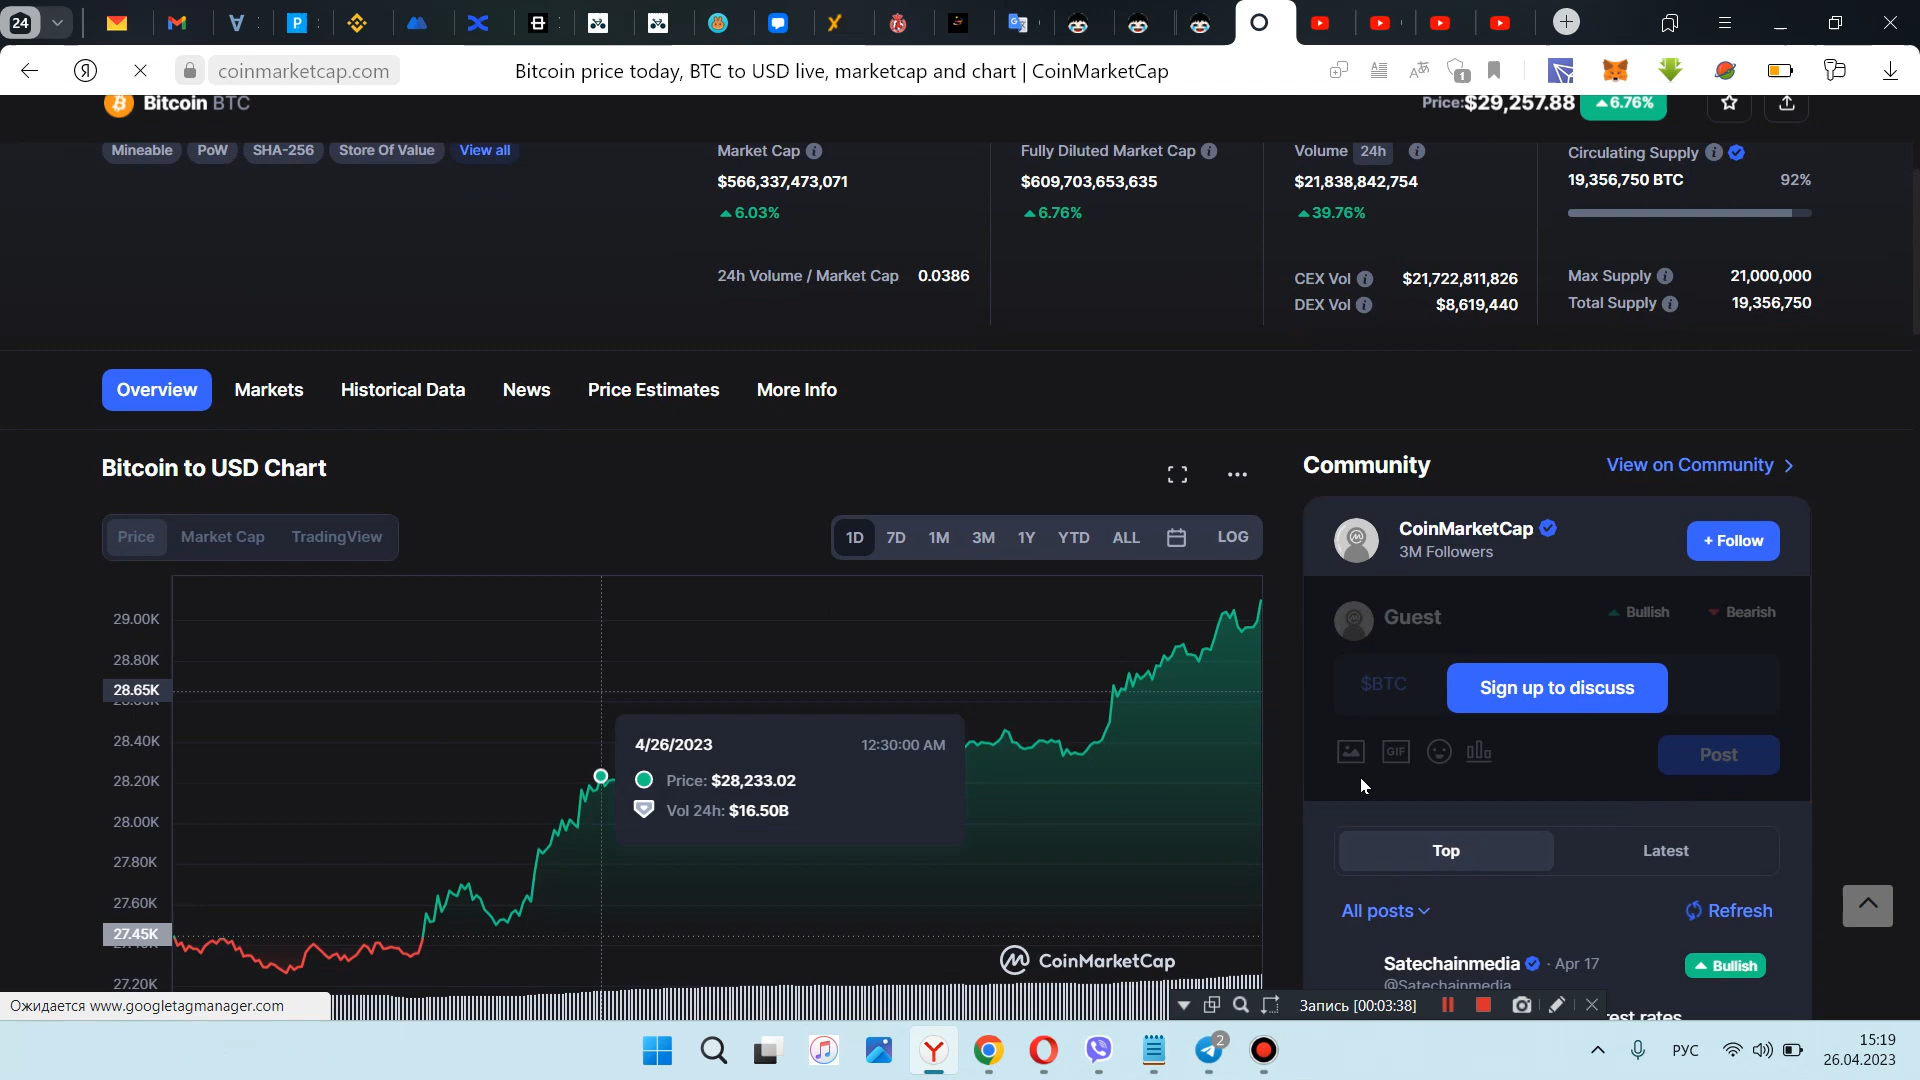 24
coinmarketcap.com
Bitcoin price today, BTC to USD live, marketcap and chart | CoinMarketCap
1
Bitcoin BTC
Price:$29,257.88
6.76%
Mineable
PoW
SHA-256
Store Of Value
View all
Market Cap
$566,337,473,071
6.03%
24h Volume / Market Cap 0.0386
Fully Diluted Market Cap
$609,703,653,635
6.76%
Volume 24h
$21,838,842,754
39.76%
CEX Vol $21,722,811,826
DEX Vol $8,619,440
Circulating Supply
19,356,750 BTC 92%
Max Supply 21,000,000
Total Supply 19,356,750
Overview
Markets
Historical Data
News
Price Estimates
More Info
Bitcoin to USD Chart
Price
Market Cap
TradingView
1D
7D
1M
3M
1Y
YTD
ALL
LOG
29.00K
28.80K
28.65K
28.40K
28.20K
28.00K
27.80K
27.60K
27.45K
27.20K
4/26/2023 12:30:00 AM
Price: $28,233.02
Vol 24h: $16.50B
CoinMarketCap
Community
View on Community
CoinMarketCap
3M Followers
+ Follow
Guest
Bullish
Bearish
$BTC
Sign up to discuss
GIF
Post
Top
Latest
All posts
Refresh
Satechainmedia · Apr 17
@Satechainmedia
Bullish
Ожидается www.googletagmanager.com
Запись [00:03:38]
2
РУС
15:19
26.04.2023